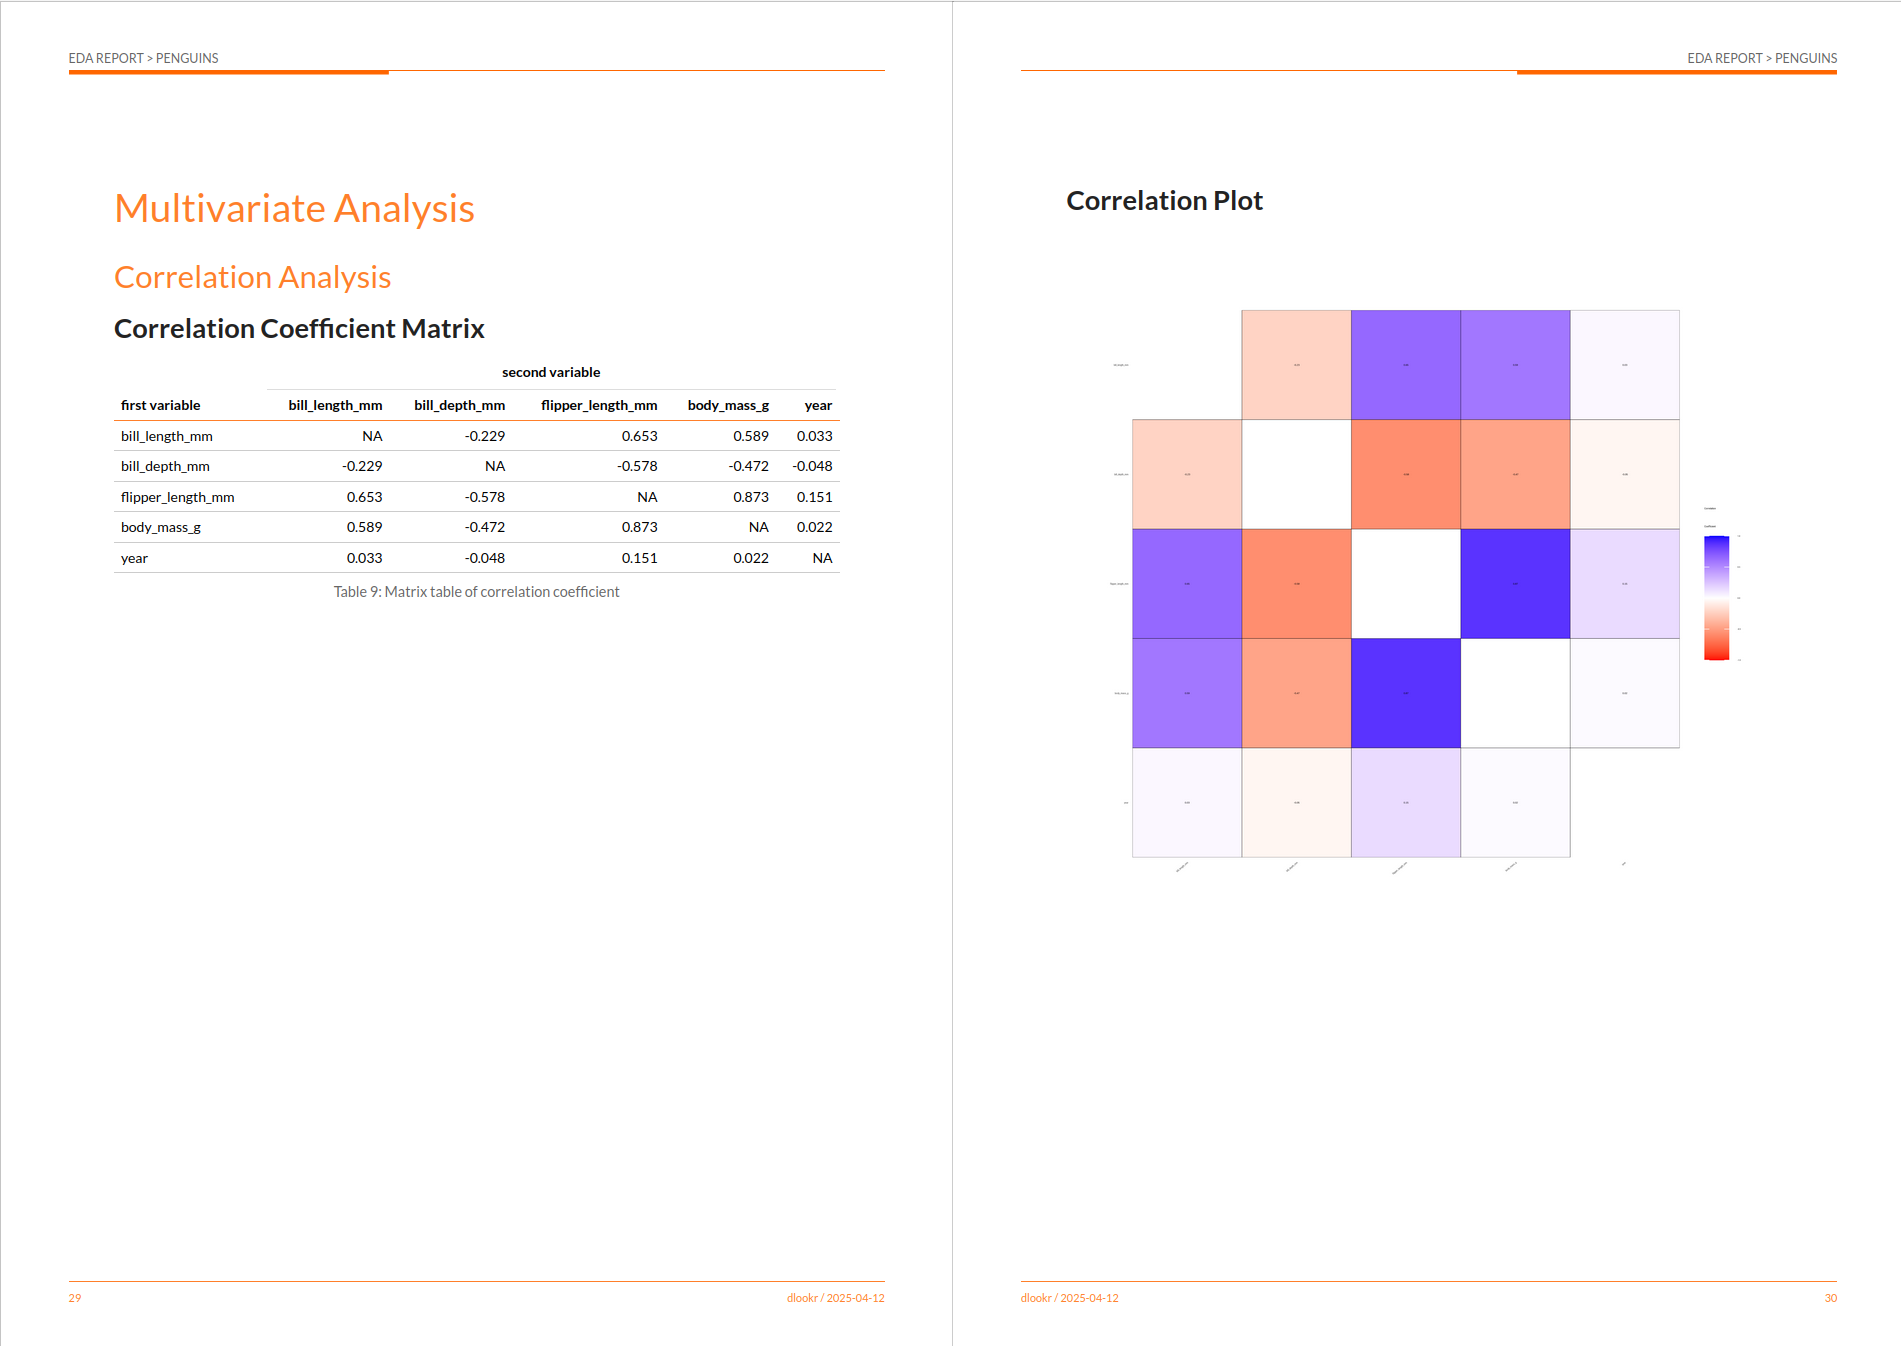 EDA REPORT > PENGUINS
Multivariate Analysis
Correlation Analysis
Correlation Coefficient Matrix
second variable
first variable bill_length_mm bill_depth_mm flipper_length_mm body_mass_g year
bill_length_mm NA -0.229 0.653 0.589 0.033
bill_depth_mm -0.229 NA -0.578 -0.472 -0.048
flipper_length_mm 0.653 -0.578 NA 0.873 0.151
body_mass_g 0.589 -0.472 0.873 NA 0.022
year 0.033 -0.048 0.151 0.022 NA
Table 9: Matrix table of correlation coefficient
29 dlookr / 2025-04-12
EDA REPORT > PENGUINS
Correlation Plot
dlookr / 2025-04-12 30